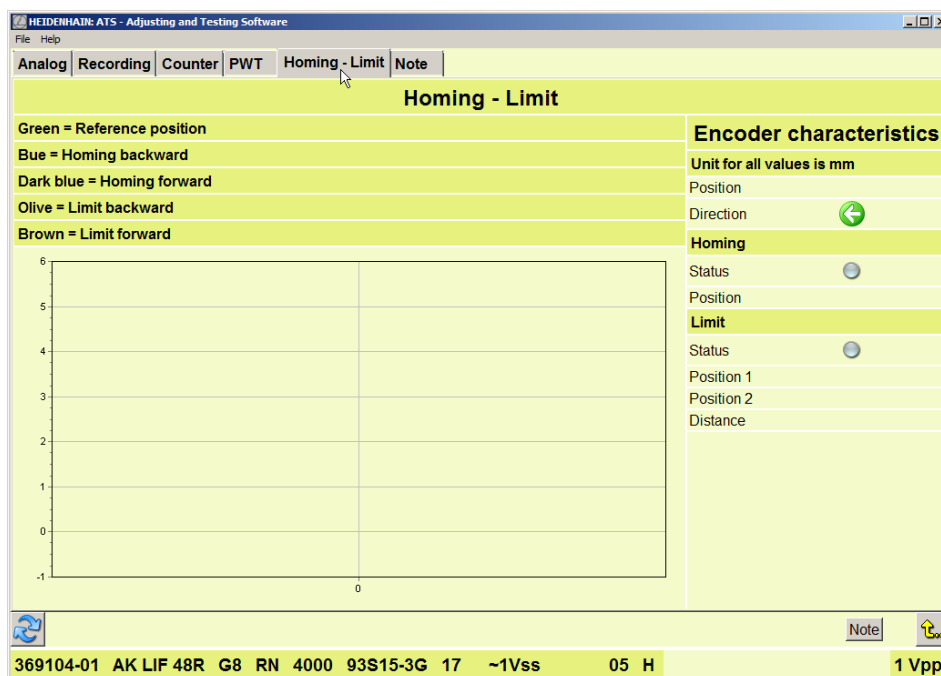 HEIDENHAIN: ATS - Adjusting and Testing Software
File Help
Analog Recording Counter PWT Homing - Limit Note
Homing - Limit
Green = Reference position
Bue = Homing backward
Dark blue = Homing forward
Olive = Limit backward
Brown = Limit forward
6
5
4
3
2
1
0
-1
0
Encoder characteristics
Unit for all values is mm
Position
Direction
Homing
Status
Position
Limit
Status
Position 1
Position 2
Distance
Note
369104-01 AK LIF 48R G8 RN 4000 93S15-3G 17 ~1Vss 05 H 1 Vpp